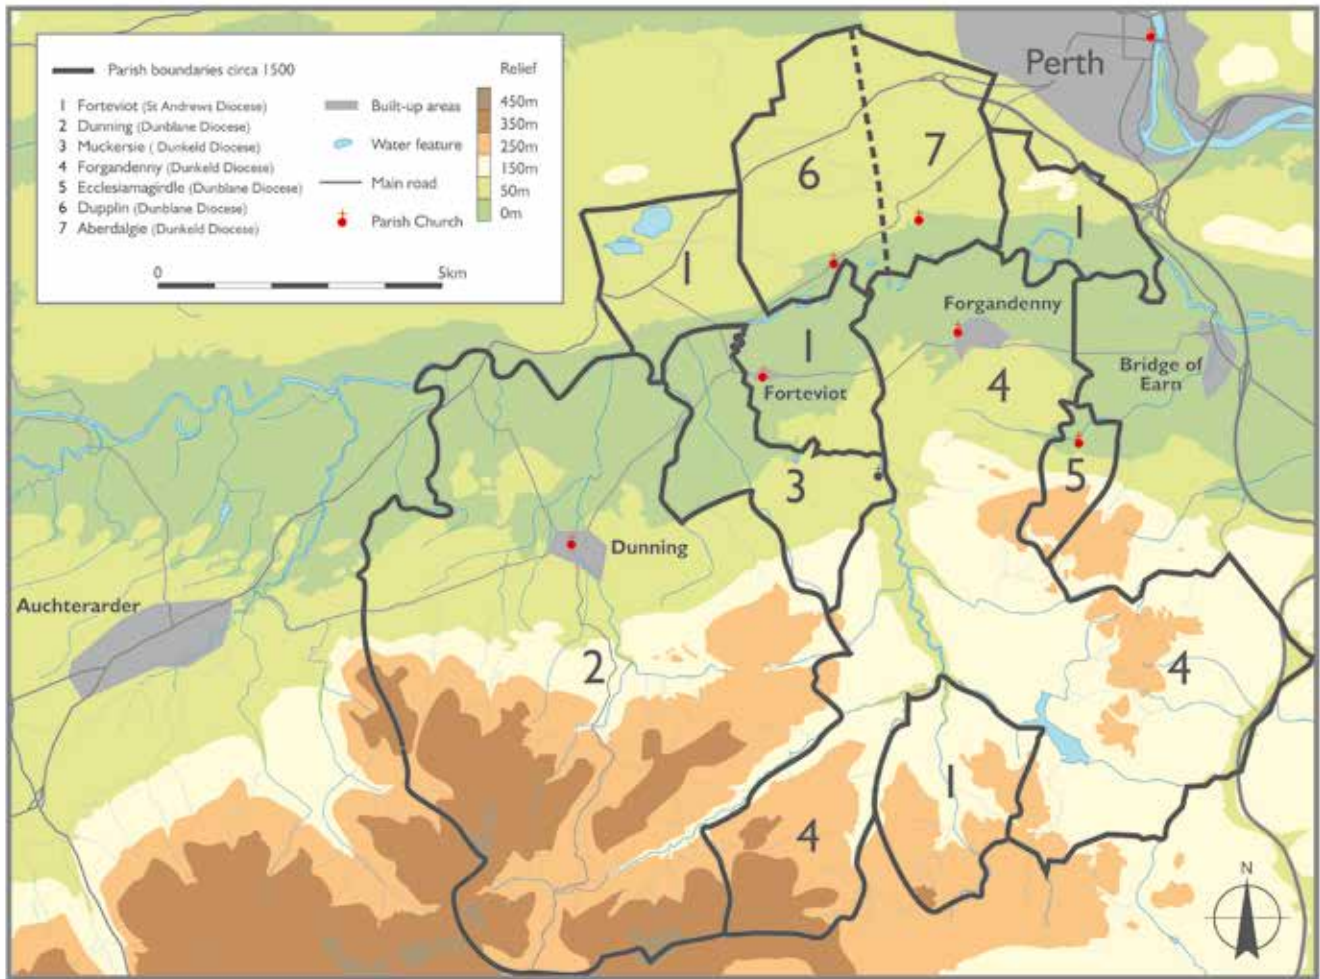 Parish boundaries circa 1500
1 Forteviot (St Andrews Diocese)
2 Dunning (Dunblane Diocese)
3 Muckersie ( Dunkeld Diocese)
4 Forgandenny (Dunkeld Diocese)
5 Ecclesiamagirdle (Dunblane Diocese)
6 Dupplin (Dunblane Diocese)
7 Aberdalgie (Dunkeld Diocese)
Built-up areas
Water feature
Main road
Parish Church
Relief
450m
350m
250m
150m
50m
0m
0 5km
Perth
6
7
1
1
Forgandenny
1
Bridge of
Earn
Forteviot
4
3
5
Dunning
Auchterarder
2
4
1
4
N